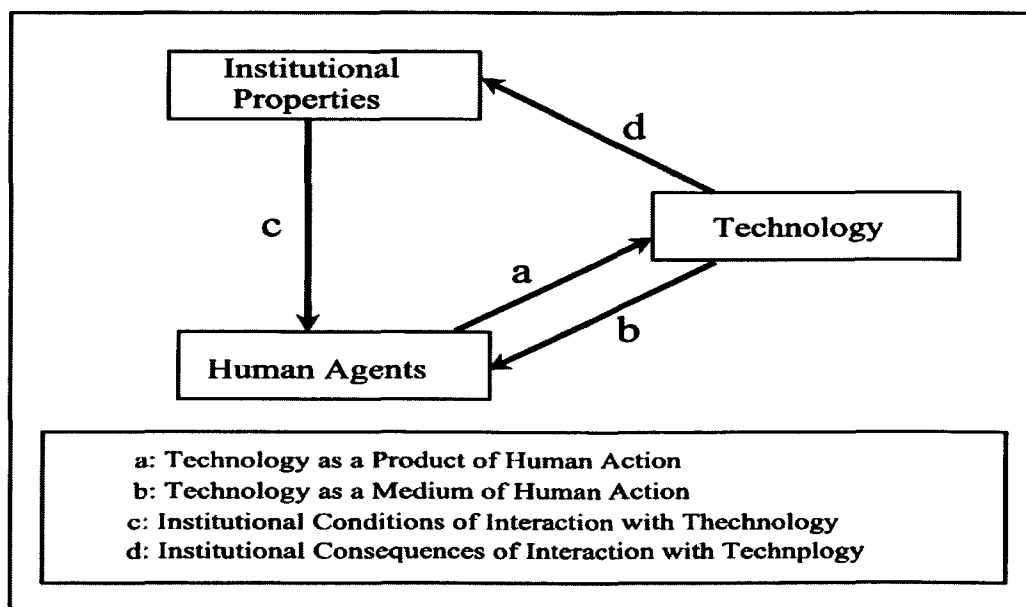 Institutional
Properties
d
Technology
c
a
b
Human Agents
a: Technology as a Product of Human Action
b: Technology as a Medium of Human Action
c: Institutional Conditions of Interaction with Thechnology
d: Institutional Consequences of Interaction with Technplogy